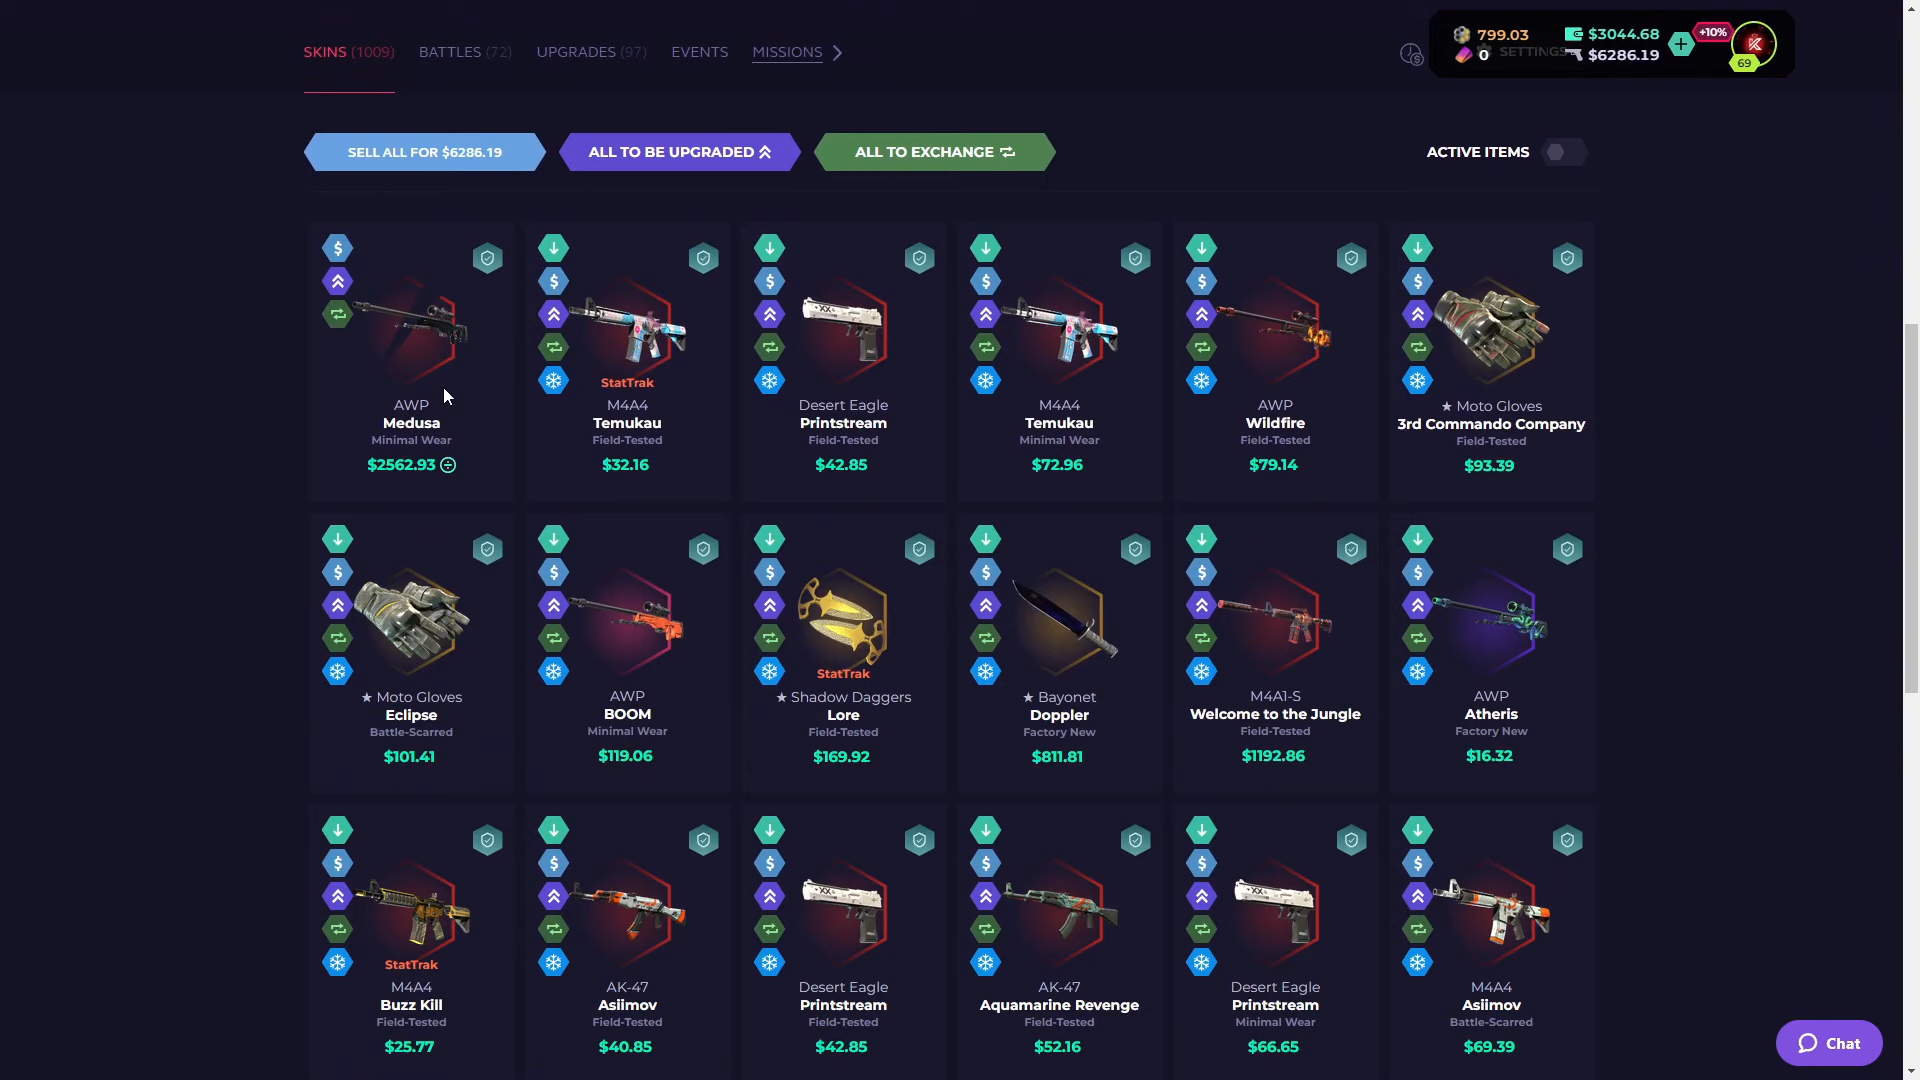 SKINS (1009) BATTLES (72) UPGRADES (97) EVENTS MISSIONS
799.03 $3044.68 +10%
0 SETTINGS $6286.19 69
SELL ALL FOR $6286.19 ALL TO BE UPGRADED ALL TO EXCHANGE ACTIVE ITEMS
StatTrak
AWP M4A4 Desert Eagle M4A4 AWP ★ Moto Gloves
Medusa Temukau Printstream Temukau Wildfire 3rd Commando Company
Minimal Wear Field-Tested Field-Tested Minimal Wear Field-Tested Field-Tested
$2562.93 $32.16 $42.85 $72.96 $79.14 $93.39
StatTrak
★ Moto Gloves AWP ★ Shadow Daggers ★ Bayonet M4A1-S AWP
Eclipse BOOM Lore Doppler Welcome to the Jungle Atheris
Battle-Scarred Minimal Wear Field-Tested Factory New Field-Tested Factory New
$101.41 $119.06 $169.92 $811.81 $1192.86 $16.32
StatTrak
M4A4 AK-47 Desert Eagle AK-47 Desert Eagle M4A4
Buzz Kill Asiimov Printstream Aquamarine Revenge Printstream Asiimov
Field-Tested Field-Tested Field-Tested Field-Tested Minimal Wear Battle-Scarred
$25.77 $40.85 $42.85 $52.16 $66.65 $69.39
Chat